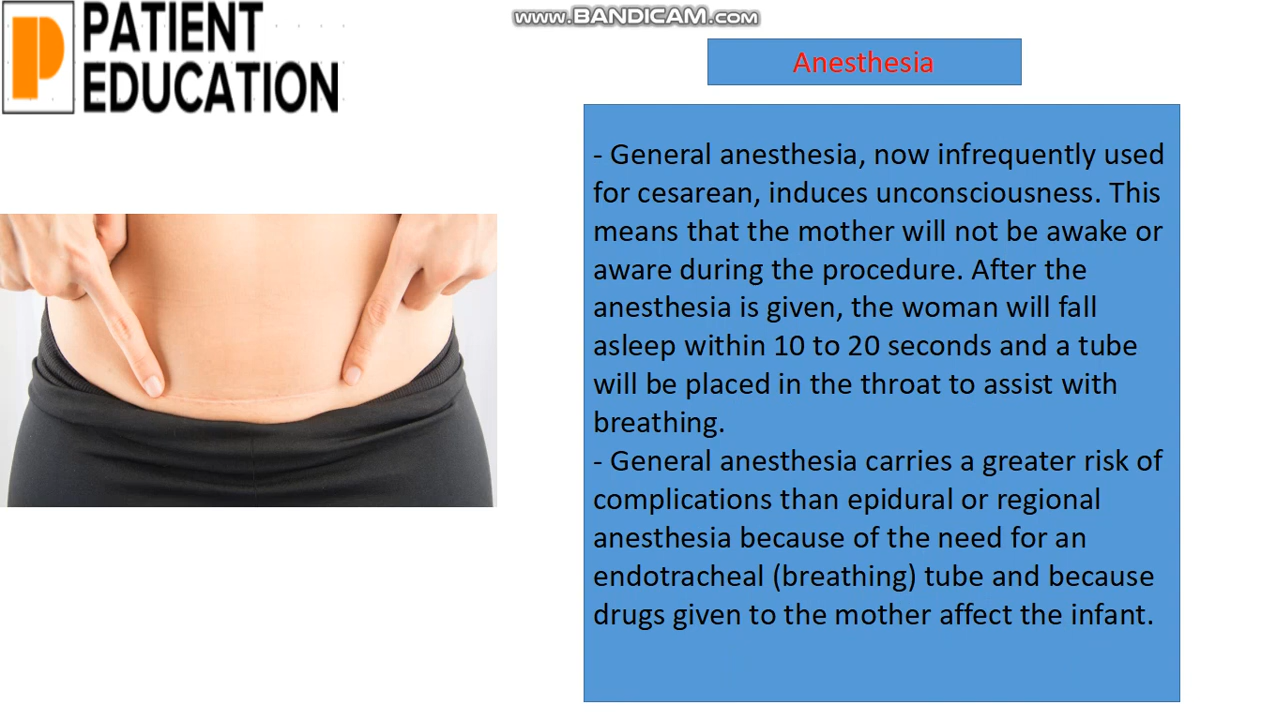 PATIENT
EDUCATION
www.BANDICAM.com
Anesthesia
- General anesthesia, now infrequently used
for cesarean, induces unconsciousness. This
means that the mother will not be awake or
aware during the procedure. After the
anesthesia is given, the woman will fall
asleep within 10 to 20 seconds and a tube
will be placed in the throat to assist with
breathing.
- General anesthesia carries a greater risk of
complications than epidural or regional
anesthesia because of the need for an
endotracheal (breathing) tube and because
drugs given to the mother affect the infant.